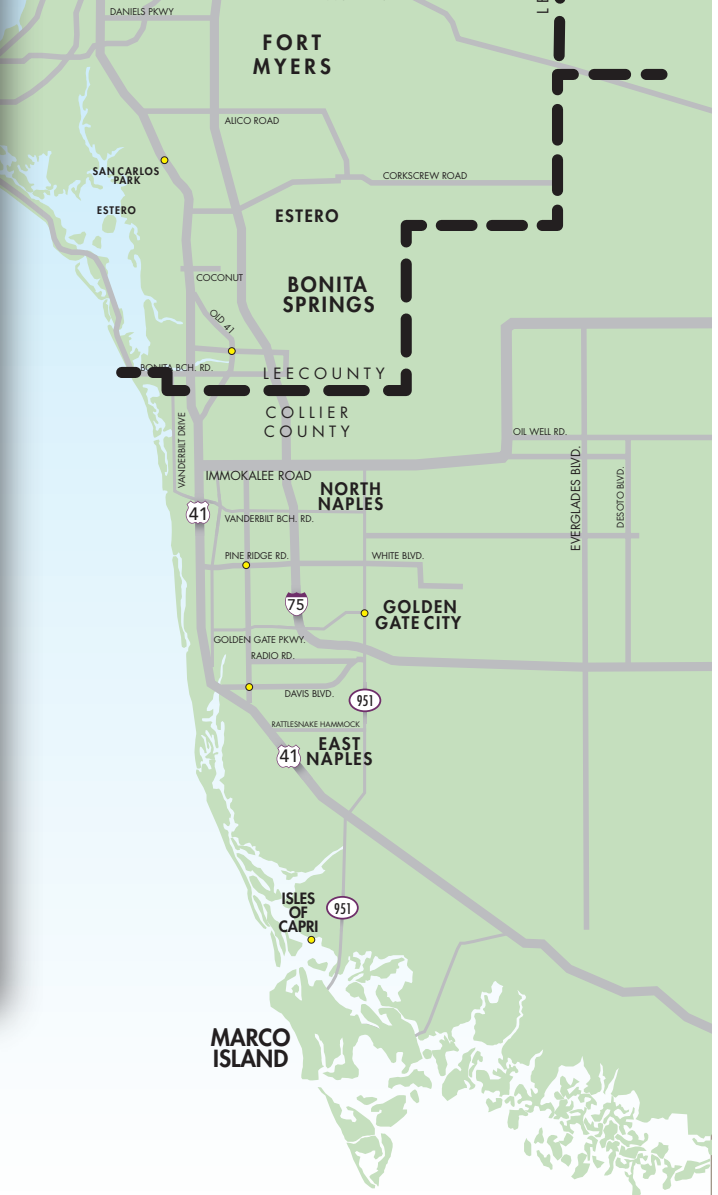 LE
DANIELS PKWY
FORT
MYERS
ALICO ROAD
SAN CARLOS
PARK
CORKSCREW ROAD
ESTERO
ESTERO
COCONUT
BONITA
SPRINGS
OLD 41
BONITA BCH. RD.
LEE COUNTY
COLLIER
COUNTY
VANDERBILT DRIVE
OIL WELL RD.
IMMOKALEE ROAD
NORTH
NAPLES
EVERGLADES BLVD.
DESOTO BLVD.
41
VANDERBILT BCH. RD.
PINE RIDGE RD.
WHITE BLVD.
75
GOLDEN
GATE CITY
GOLDEN GATE PKWY.
RADIO RD.
DAVIS BLVD.
951
RATTLESNAKE HAMMOCK
EAST
NAPLES
41
ISLES
OF
CAPRI
951
MARCO
ISLAND